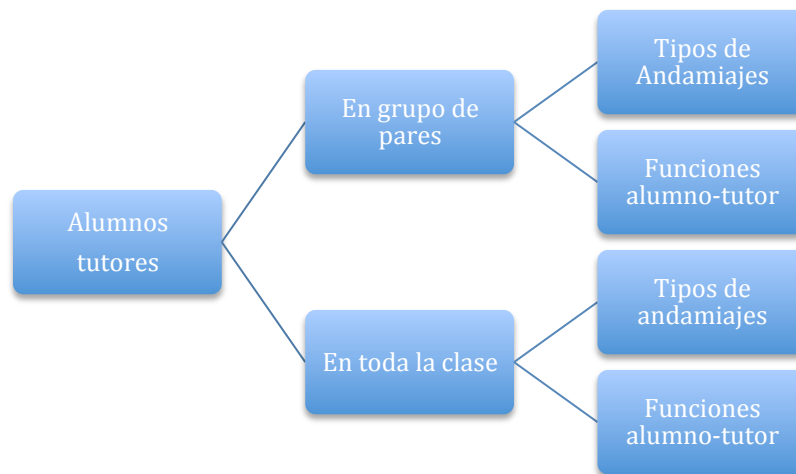 Alumnos
tutores
En grupo de
pares
Tipos de
Andamiajes
Funciones
alumno-tutor
En toda la clase
Tipos de
andamiajes
Funciones
alumno-tutor